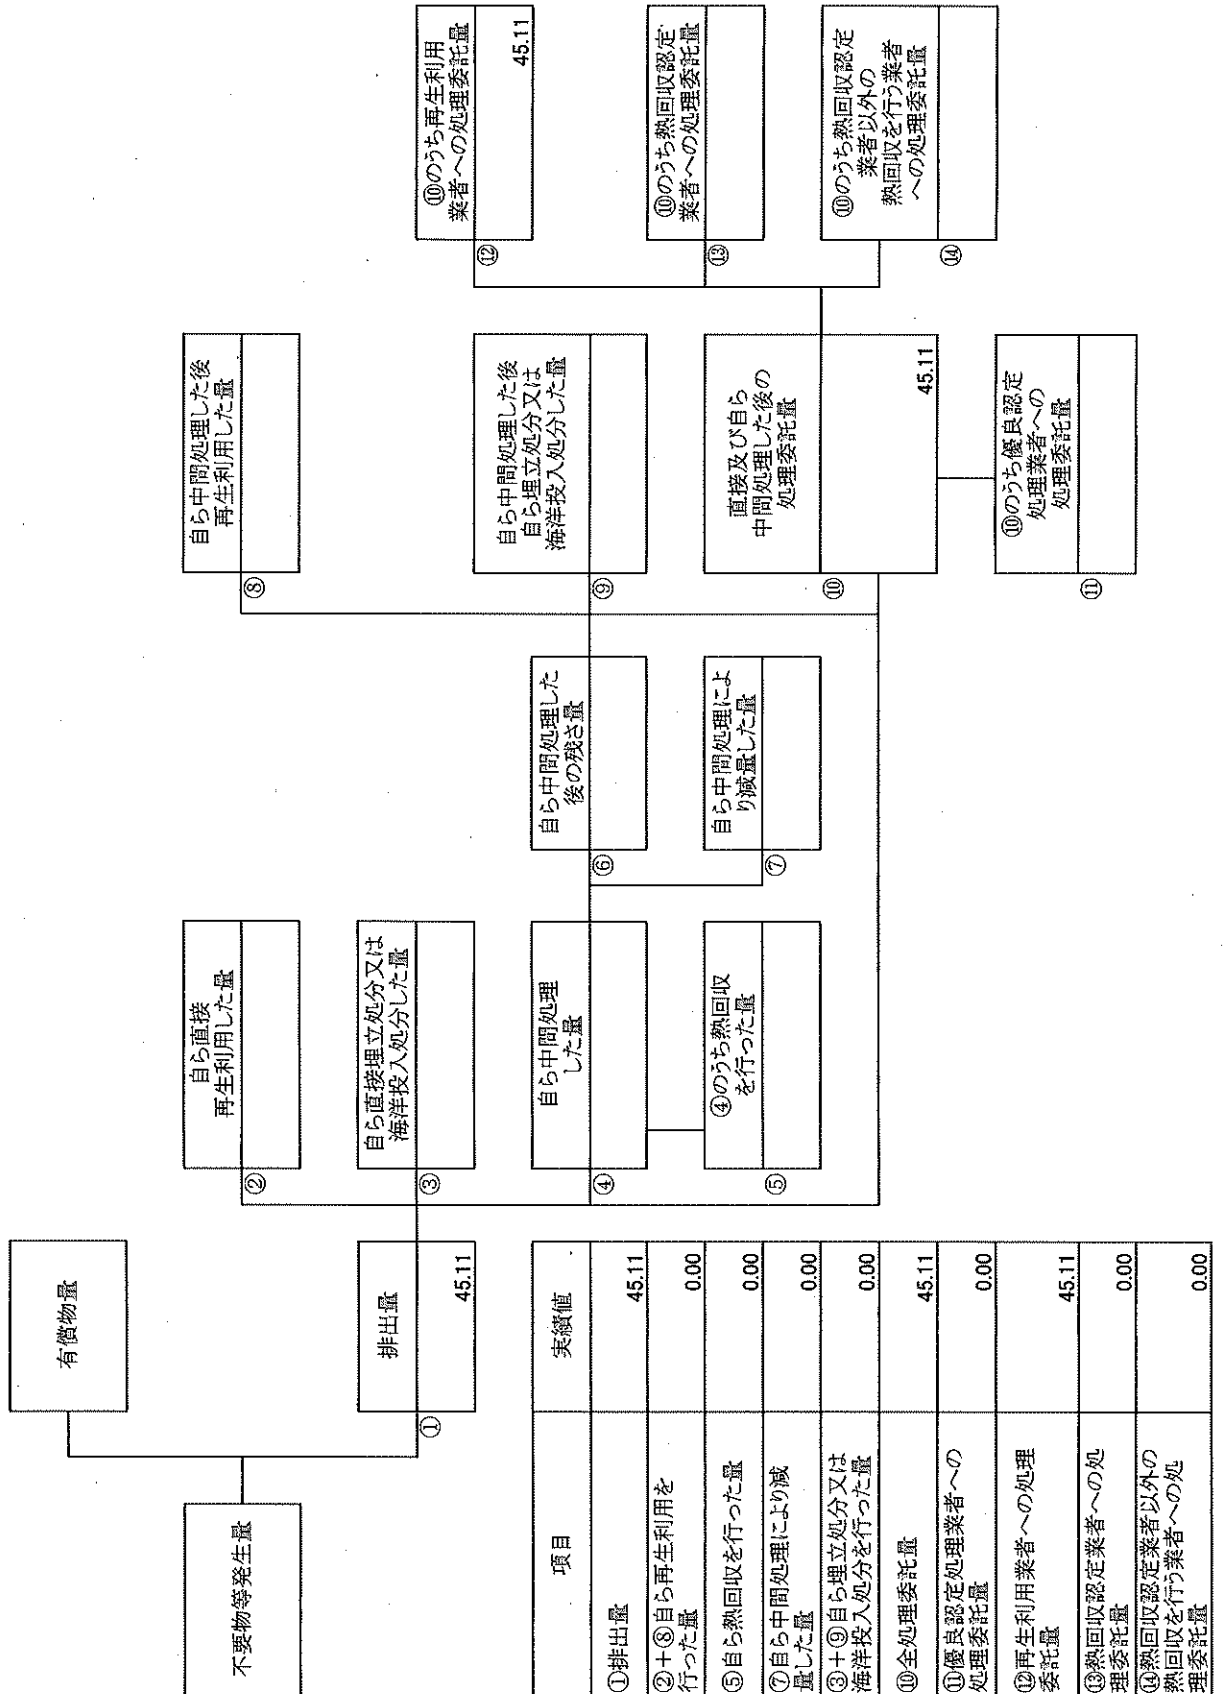 不要物等発生量
有償物量
①
排出量
45.11
②
自ら直接
再生利用した量
③
自ら直接埋立処分又は
海洋投入処分した量
④
自ら中間処理
した量
⑤
④のうち熱回収
を行った量
⑥
自ら中間処理した
後の残さ量
⑦
自ら中間処理によ
り減量した量
⑧
自ら中間処理した後
再生利用した量
⑨
自ら中間処理した後
自ら埋立処分又は
海洋投入処分した量
⑩
直接及び自ら
中間処理した後の
処理委託量
45.11
⑪
⑩のうち優良認定
処理業者への
処理委託量
⑫
⑩のうち再生利用
業者への処理委託量
45.11
⑬
⑩のうち熱回収認定
業者への処理委託量
⑭
⑩のうち熱回収認定
業者以外の
熱回収を行う業者
への処理委託量
項目
実績値
①排出量
45.11
②+⑧自ら再生利用を
行った量
0.00
⑤自ら熱回収を行った量
0.00
⑦自ら中間処理により減
量した量
0.00
③+⑨自ら埋立処分又は
海洋投入処分を行った量
0.00
⑩全処理委託量
45.11
⑪優良認定処理業者への
処理委託量
0.00
⑫再生利用業者への処理
委託量
45.11
⑬熱回収認定業者への処
理委託量
0.00
⑭熱回収認定業者以外の
熱回収を行う業者への処
理委託量
0.00